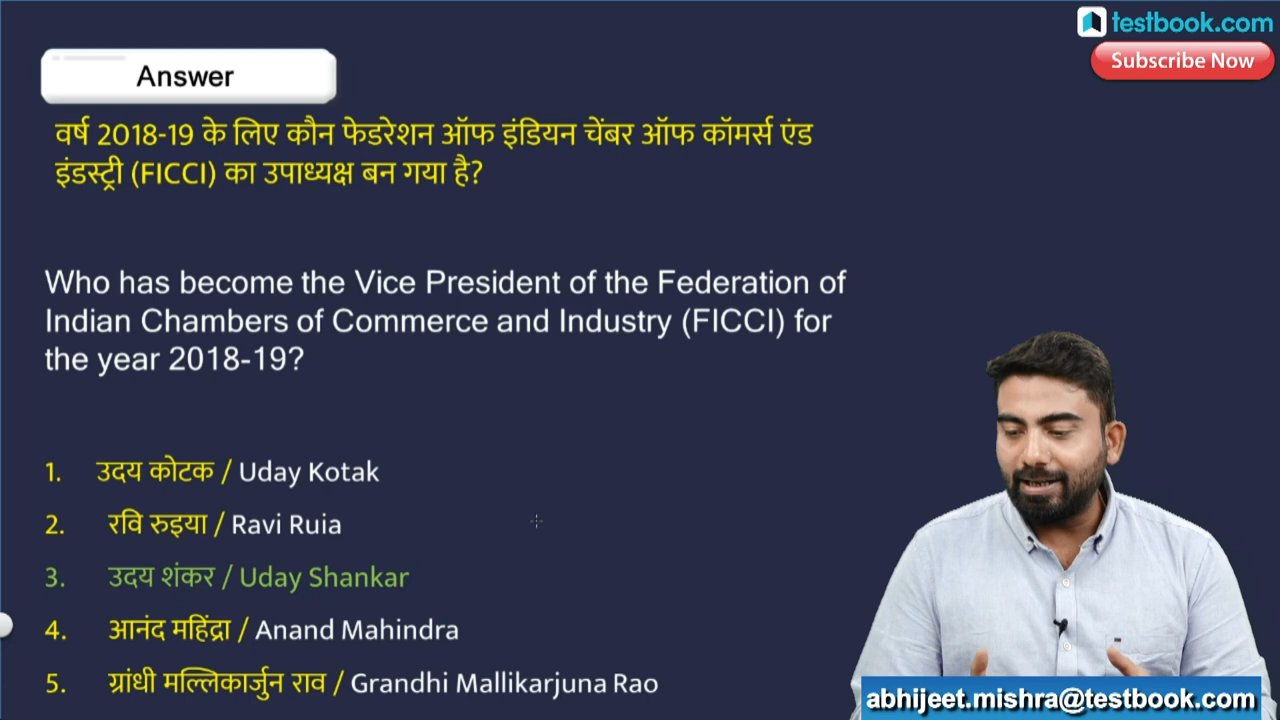 testbook.com
Subscribe Now
Answer
वर्ष 2018-19 के लिए कौन फेडरेशन ऑफ इंडियन चेंबर ऑफ कॉमर्स एंड
इंडस्ट्री (FICCI) का उपाध्यक्ष बन गया है?
Who has become the Vice President of the Federation of
Indian Chambers of Commerce and Industry (FICCI) for
the year 2018-19?
1. उदय कोटक / Uday Kotak
2. रवि रुइया / Ravi Ruia
3. उदय शंकर / Uday Shankar
4. आनंद महिंद्रा / Anand Mahindra
5. ग्रांधी मल्लिकार्जुन राव / Grandhi Mallikarjuna Rao
abhijeet.mishra@testbook.com